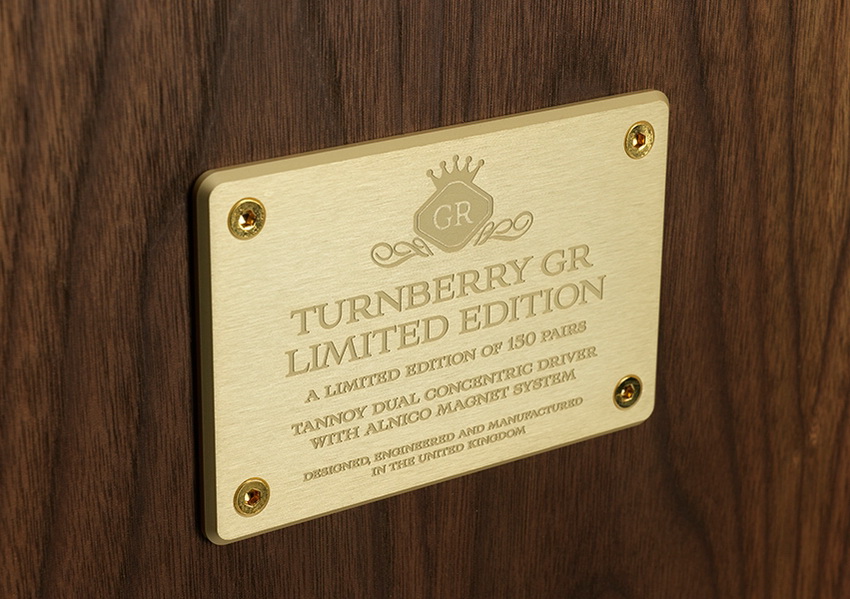 GR
TURNBERRY GR
LIMITED EDITION
A LIMITED EDITION OF 150 PAIRS
TANNOY DUAL CONCENTRIC DRIVER
WITH ALNICO MAGNET SYSTEM
DESIGNED, ENGINEERED AND MANUFACTURED
IN THE UNITED KINGDOM